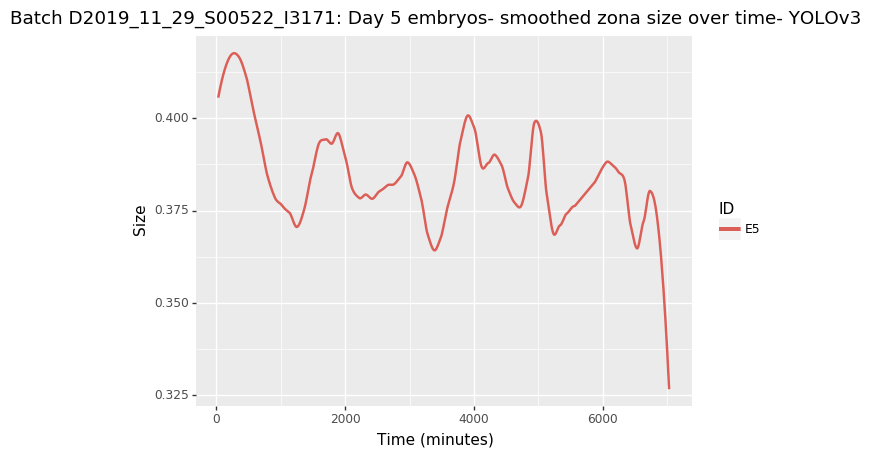 Batch D2019_11_29_S00522_I3171: Day 5 embryos- smoothed zona size over time- YOLOv3
0.400
0.375
0.350
0.325
Size
0
2000
4000
6000
Time (minutes)
ID
E5